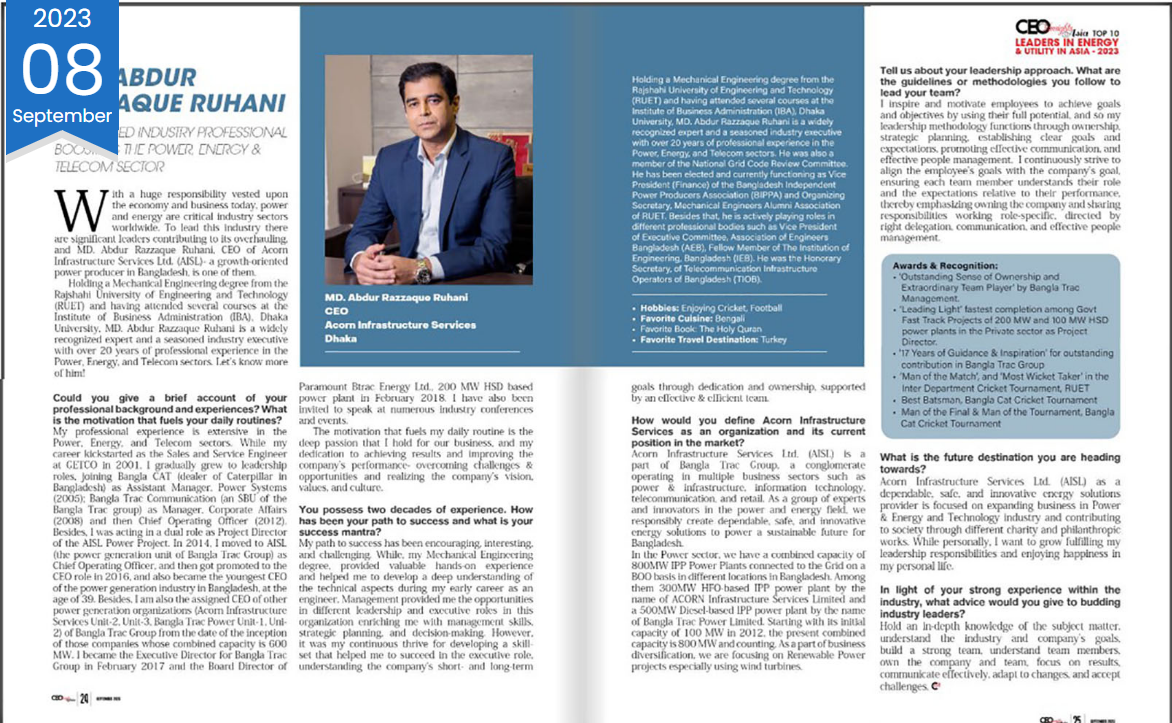 2023
08
September
ABDUR
AQUE RUHANI
ED INDUSTRY PROFESSIONAL
THE POWER, ENERGY &
TELECOM SECTOR
With a huge responsibility vested upon
the economy and business today, power
and energy are critical industry sectors
worldwide. To lead this industry there
are significant leaders contributing to its overhauling,
and MD. Abdur Razzaque Ruhani, CEO of Acorn
Infrastructure Services Ltd. (AISL)- a growth-oriented
power producer in Bangladesh, is one of them.
Holding a Mechanical Engineering degree from the
Rajshahi University of Engineering and Technology
(RUET) and having attended several courses at the
Institute of Business Administration (IBA), Dhaka
University, MD. Abdur Razzaque Ruhani is a widely
recognized expert and a seasoned industry executive
with over 20 years of professional experience in the
Power, Energy, and Telecom sectors. Let's know more
of him!
Could you give a brief account of your
professional background and experiences? What
is the motivation that fuels your daily routines?
My professional experience is extensive in the
Power, Energy, and Telecom sectors. While my
career kickstarted as the Sales and Service Engineer
at GETCO in 2001, I gradually grew to leadership
roles, joining Bangla CAT (dealer of Caterpillar in
Bangladesh) as Assistant Manager, Power Systems
(2005); Bangla Trac Communication (an SBU of the
Bangla Trac group) as Manager, Corporate Affairs
(2008) and then Chief Operating Officer (2012).
Besides, I was acting in a dual role as Project Director
of the AISL Power Project. In 2014, I moved to AISL
(the power generation unit of Bangla Trac Group) as
Chief Operating Officer, and then got promoted to the
CEO role in 2016, and also became the youngest CEO
of the power generation industry in Bangladesh, at the
age of 39. Besides, I am also the assigned CEO of other
power generation organizations (Acorn Infrastructure
Services Unit-2, Unit-3, Bangla Trac Power Unit-1, Uni-
2) of Bangla Trac Group from the date of the inception
of those companies whose combined capacity is 600
MW. I became the Executive Director for Bangla Trac
Group in February 2017 and the Board Director of
CEO
24
MD. Abdur Razzaque Ruhani
CEO
Acorn Infrastructure Services
Dhaka
Paramount Btrac Energy Ltd., 200 MW HSD based
power plant in February 2018. I have also been
invited to speak at numerous industry conferences
and events.
The motivation that fuels my daily routine is the
deep passion that I hold for our business, and my
dedication to achieving results and improving the
company's performance- overcoming challenges &
opportunities and realizing the company's vision,
values, and culture.
You possess two decades of experience. How
has been your path to success and what is your
success mantra?
My path to success has been encouraging, interesting,
and challenging. While, my Mechanical Engineering
degree, provided valuable hands-on experience
and helped me to develop a deep understanding of
the technical aspects during my early career as an
engineer, Management provided me the opportunities
in different leadership and executive roles in this
organization enriching me with management skills,
strategic planning, and decision-making. However,
it was my continuous thrive for developing a skill-
set that helped me to succeed in the executive role,
understanding the company's short- and long-term
Holding a Mechanical Engineering degree from the
Rajshahi University of Engineering and Technology
(RUET) and having attended several courses at the
Institute of Business Administration (IBA), Dhaka
University, MD. Abdur Razzaque Ruhani is a widely
recognized expert and a seasoned industry executive
with over 20 years of professional experience in the
Power, Energy, and Telecom sectors. He was also a
member of the National Grid Code Review Committee.
He has been elected and currently functioning as Vice
President (Finance) of the Bangladesh Independent
Power Producers Association (BIPPA) and Organizing
Secretary, Mechanical Engineers Alumni Association
of RUET. Besides that, he is actively playing roles in
different professional bodies such as Vice President
of Executive Committee, Association of Engineers
Bangladesh (AEB), Fellow Member of The Institution of
Engineering, Bangladesh (IEB). He was the Honorary
Secretary, of Telecommunication Infrastructure
Operators of Bangladesh (TIOB).
• Hobbies: Enjoying Cricket, Football
• Favorite Cuisine: Bengali
• Favorite Book: The Holy Quran
• Favorite Travel Destination: Turkey
goals through dedication and ownership, supported
by an effective & efficient team.
How would you define Acorn Infrastructure
Services as an organization and its current
position in the market?
Acorn Infrastructure Services Ltd. (AISL) is a
part of Bangla Trac Group, a conglomerate
operating in multiple business sectors such as
power & infrastructure, information technology,
telecommunication, and retail. As a group of experts
and innovators in the power and energy field, we
responsibly create dependable, safe, and innovative
energy solutions to power a sustainable future for
Bangladesh.
In the Power sector, we have a combined capacity of
800MW IPP Power Plants connected to the Grid on a
BOO basis in different locations in Bangladesh. Among
them 300MW HFO-based IPP power plant by the
name of ACORN Infrastructure Services Limited and
a 500MW Diesel-based IPP power plant by the name
of Bangla Trac Power Limited. Starting with its initial
capacity of 100 MW in 2012, the present combined
capacity is 800 MW and counting. As a part of business
diversification, we are focusing on Renewable Power
projects especially using wind turbines.
CEO Asia TOP 10
LEADERS IN ENERGY
& UTILITY IN ASIA - 2023
Tell us about your leadership approach. What are
the guidelines or methodologies you follow to
lead your team?
I inspire and motivate employees to achieve goals
and objectives by using their full potential, and so my
leadership methodology functions through ownership,
strategic planning, establishing clear goals and
expectations, promoting effective communication, and
effective people management. I continuously strive to
align the employee's goals with the company's goal,
ensuring each team member understands their role
and the expectations relative to their performance,
thereby emphasizing owning the company and sharing
responsibilities working role-specific, directed by
right delegation, communication, and effective people
management.
Awards & Recognition:
• 'Outstanding Sense of Ownership and
Extraordinary Team Player' by Bangla Trac
Management.
• 'Leading Light' fastest completion among Govt
Fast Track Projects of 200 MW and 100 MW HSD
power plants in the Private sector as Project
Director.
• '17 Years of Guidance & Inspiration' for outstanding
contribution in Bangla Trac Group
• 'Man of the Match', and 'Most Wicket Taker' in the
Inter Department Cricket Tournament, RUET
• Best Batsman, Bangla Cat Cricket Tournament
• Man of the Final & Man of the Tournament, Bangla
Cat Cricket Tournament
What is the future destination you are heading
towards?
Acorn Infrastructure Services Ltd. (AISL) as a
dependable, safe, and innovative energy solutions
provider is focused on expanding business in Power
& Energy and Technology industry and contributing
to society through different charity and philanthropic
works. While personally, I want to grow fulfilling my
leadership responsibilities and enjoying happiness in
my personal life.
In light of your strong experience within the
industry, what advice would you give to budding
industry leaders?
Hold an in-depth knowledge of the subject matter,
understand the industry and company's goals,
build a strong team, understand team members,
own the company and team, focus on results,
communicate effectively, adapt to changes, and accept
challenges.
CEO
25